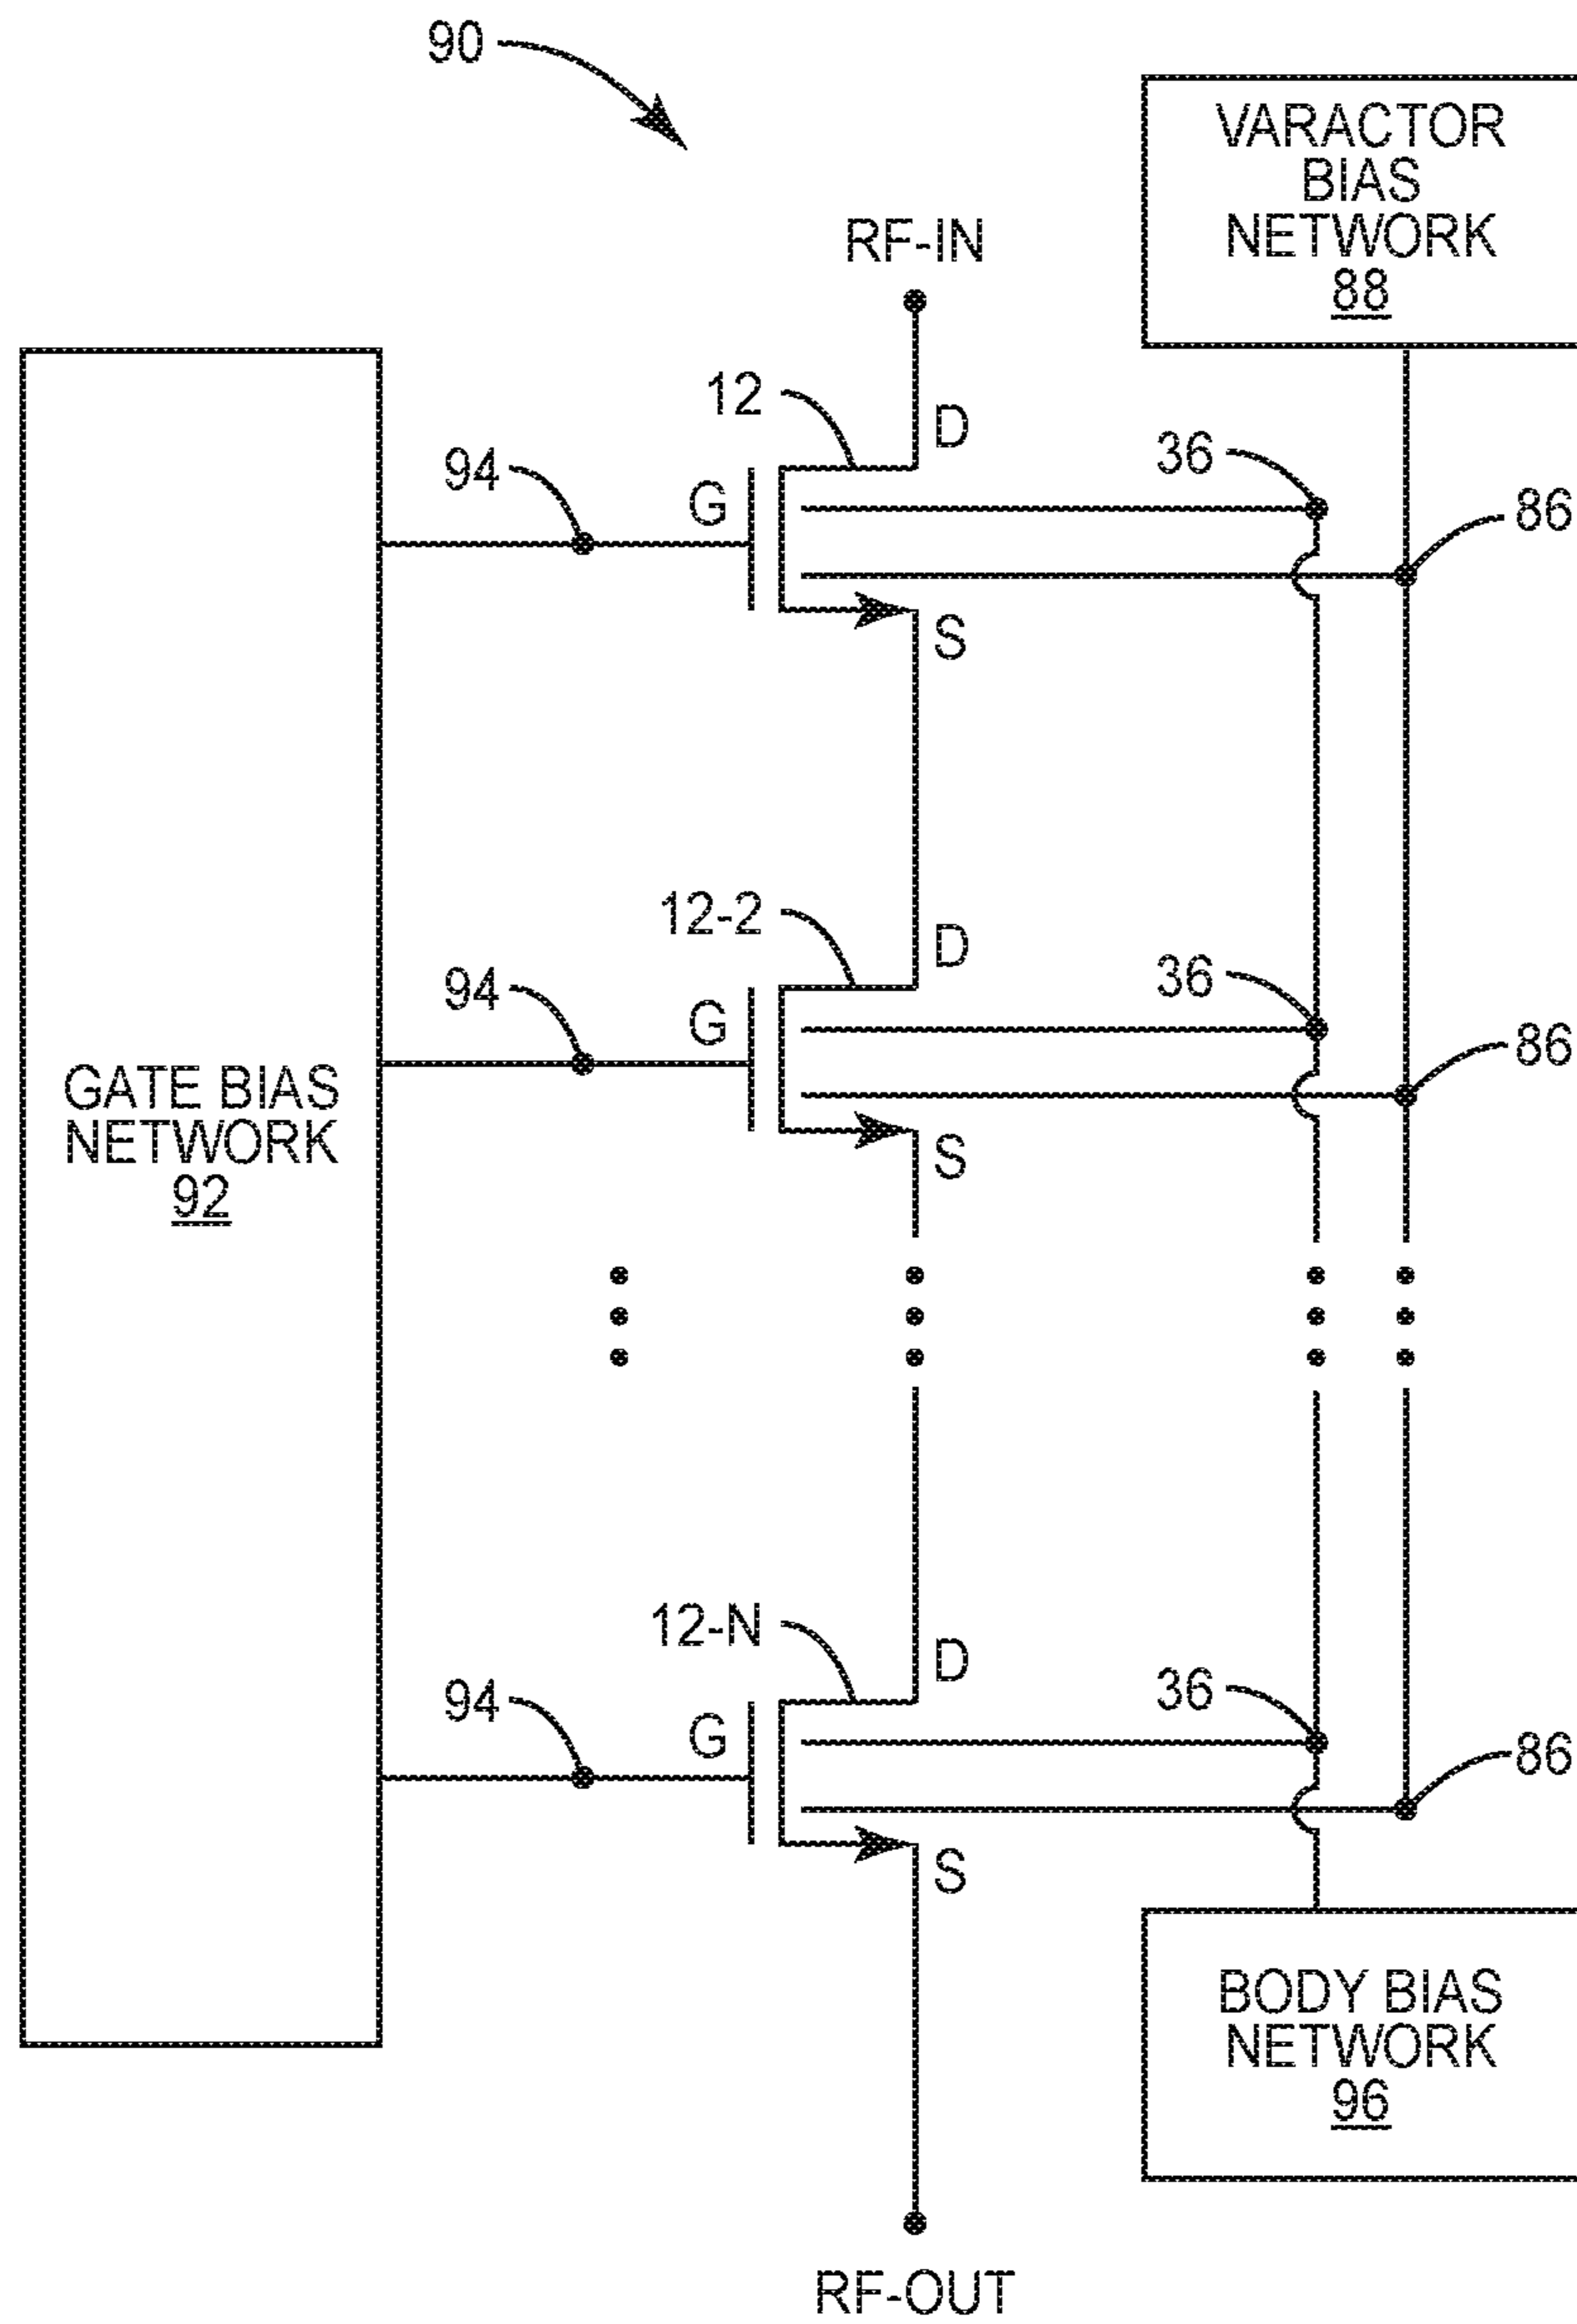 90
VARACTOR
BIAS
NETWORK
88
RF-IN
12
D
36
94
G
86
S
12-2
D
36
94
G
86
S
GATE BIAS
NETWORK
92
12-N
D
36
94
G
86
S
BODY BIAS
NETWORK
96
RF-OUT